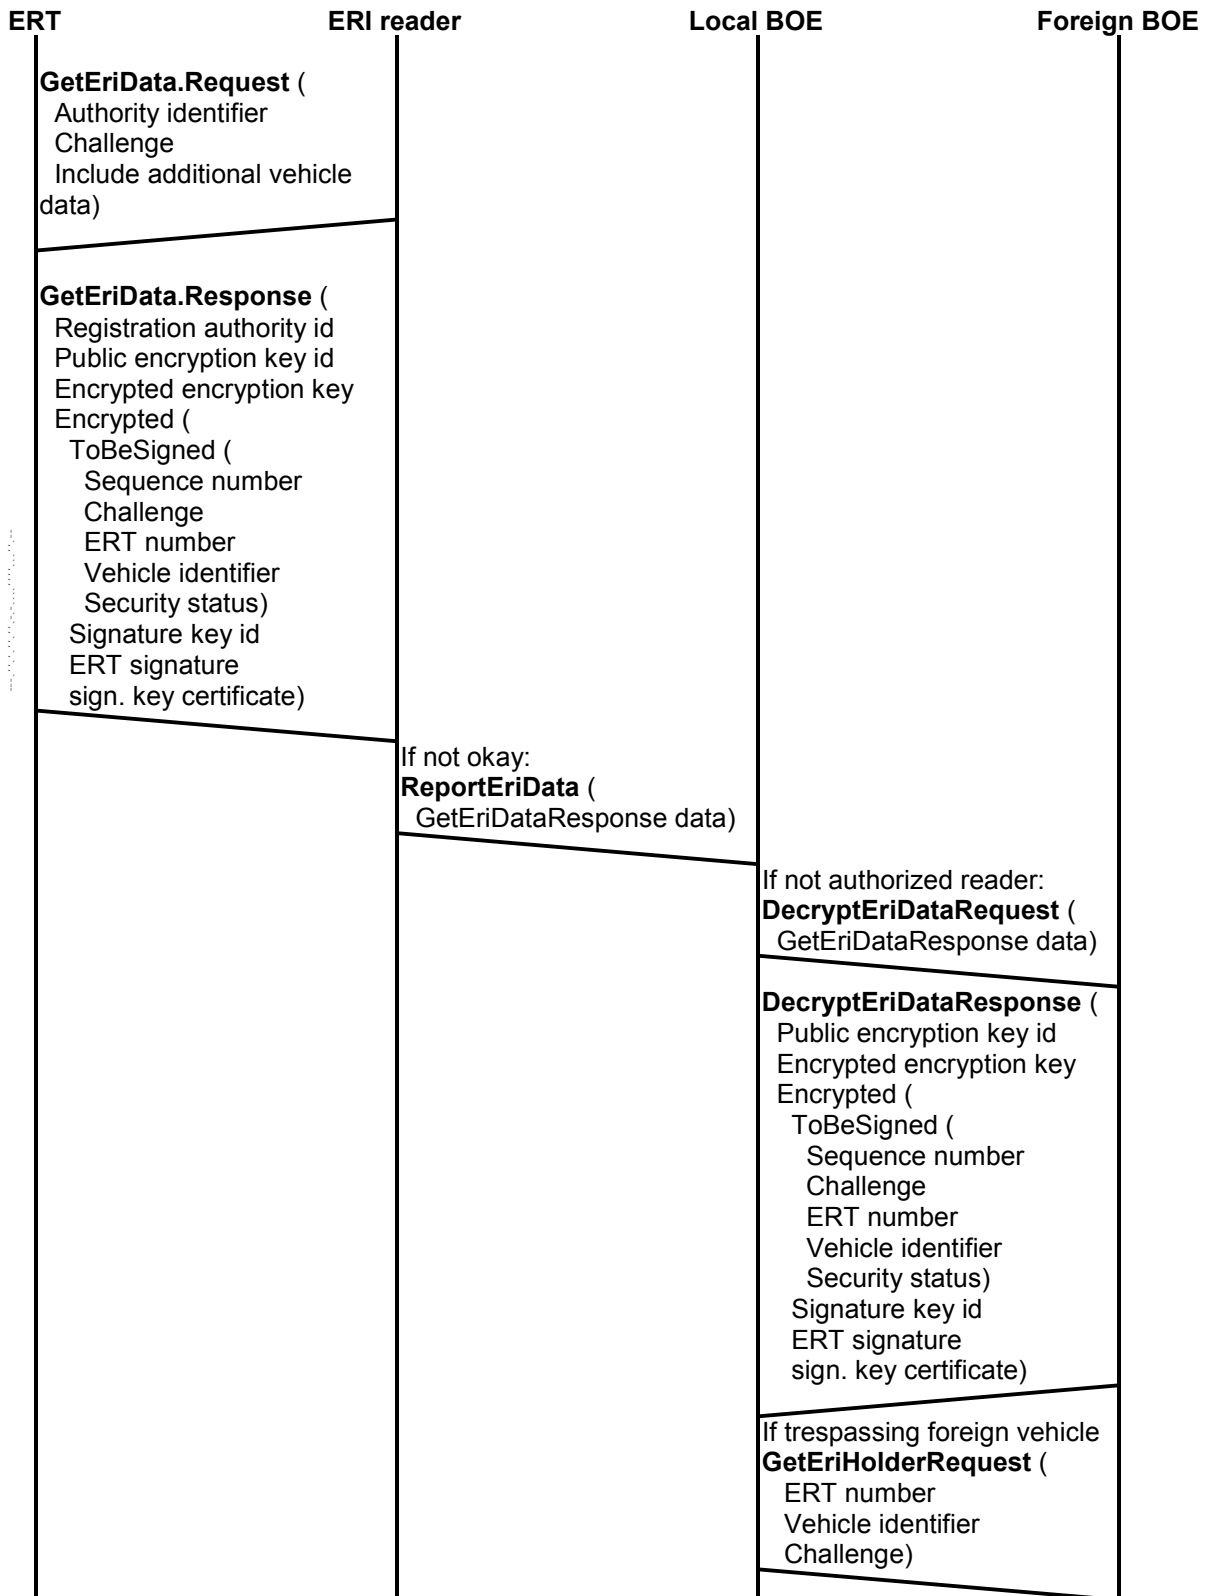 ERT ERI reader Local BOE Foreign BOE
GetEriData.Request (
Authority identifier
Challenge
Include additional vehicle
data)
GetEriData.Response (
Registration authority id
Public encryption key id
Encrypted encryption key
Encrypted (
ToBeSigned (
Sequence number
Challenge
ERT number
Vehicle identifier
Security status)
Signature key id
ERT signature
sign. key certificate)
If not okay:
ReportEriData (
GetEriDataResponse data)
If not authorized reader:
DecryptEriDataRequest (
GetEriDataResponse data)
DecryptEriDataResponse (
Public encryption key id
Encrypted encryption key
Encrypted (
ToBeSigned (
Sequence number
Challenge
ERT number
Vehicle identifier
Security status)
Signature key id
ERT signature
sign. key certificate)
If trespassing foreign vehicle
GetEriHolderRequest (
ERT number
Vehicle identifier
Challenge)